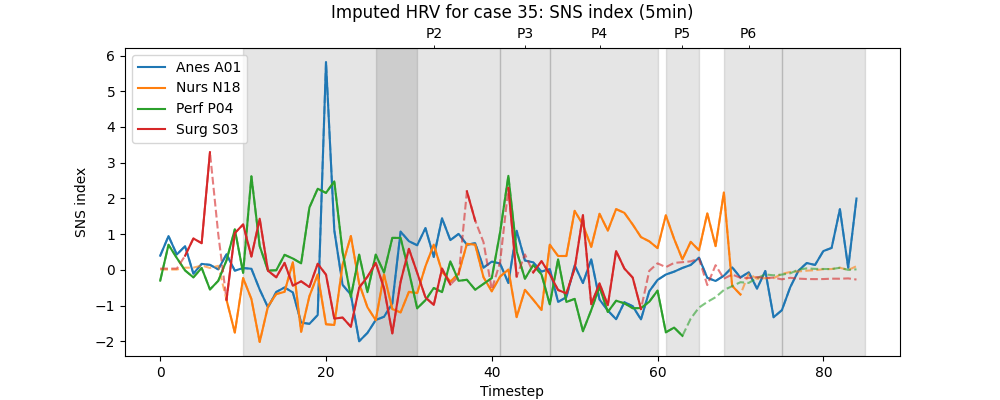 Imputed HRV for case 35: SNS index (5min)
P2 P3 P4 P5 P6
Anes A01
Nurs N18
Perf P04
Surg S03
SNS index
6
5
4
3
2
1
0
−1
−2
0 20 40 60 80
Timestep